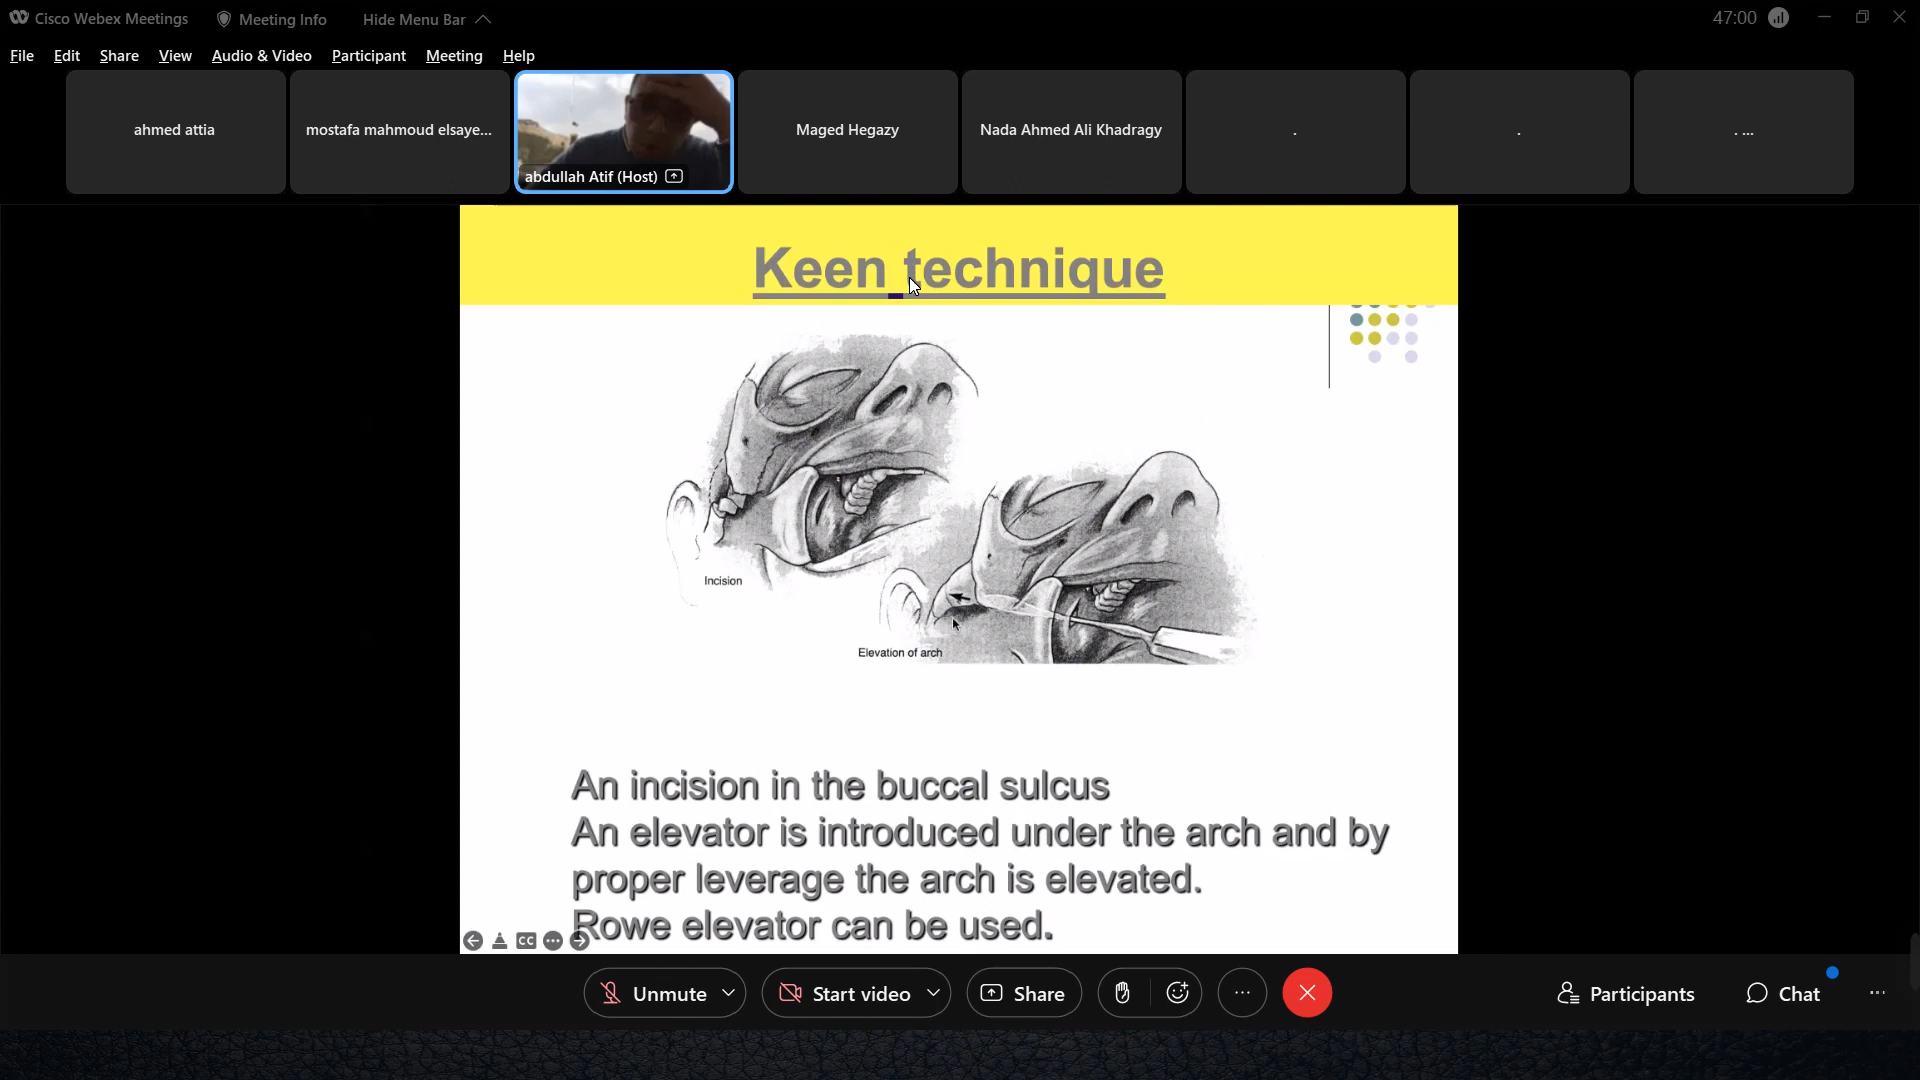 Cisco Webex Meetings Meeting Info Hide Menu Bar 47:00
File Edit Share View Audio & Video Participant Meeting Help
ahmed attia
mostafa mahmoud elsaye...
abdullah Atif (Host)
Maged Hegazy
Nada Ahmed Ali Khadragy
.
.
. ...
Keen technique
Incision
Elevation of arch
An incision in the buccal sulcus
An elevator is introduced under the arch and by
proper leverage the arch is elevated.
Rowe elevator can be used.
CC
Unmute Start video Share Participants Chat